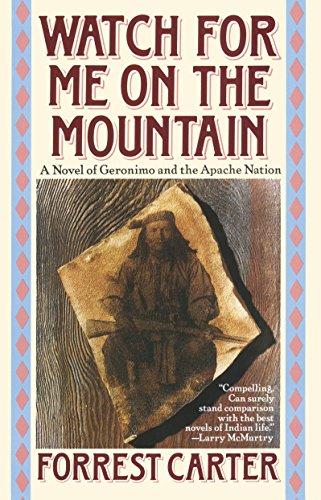 WATCH FOR
ME ON THE
MOUNTAIN
A Novel of Geronimo and the Apache Nation
"Compelling.
Can surely
stand comparison
with the best
novels of Indian life."
—Larry McMurtry
FORREST CARTER